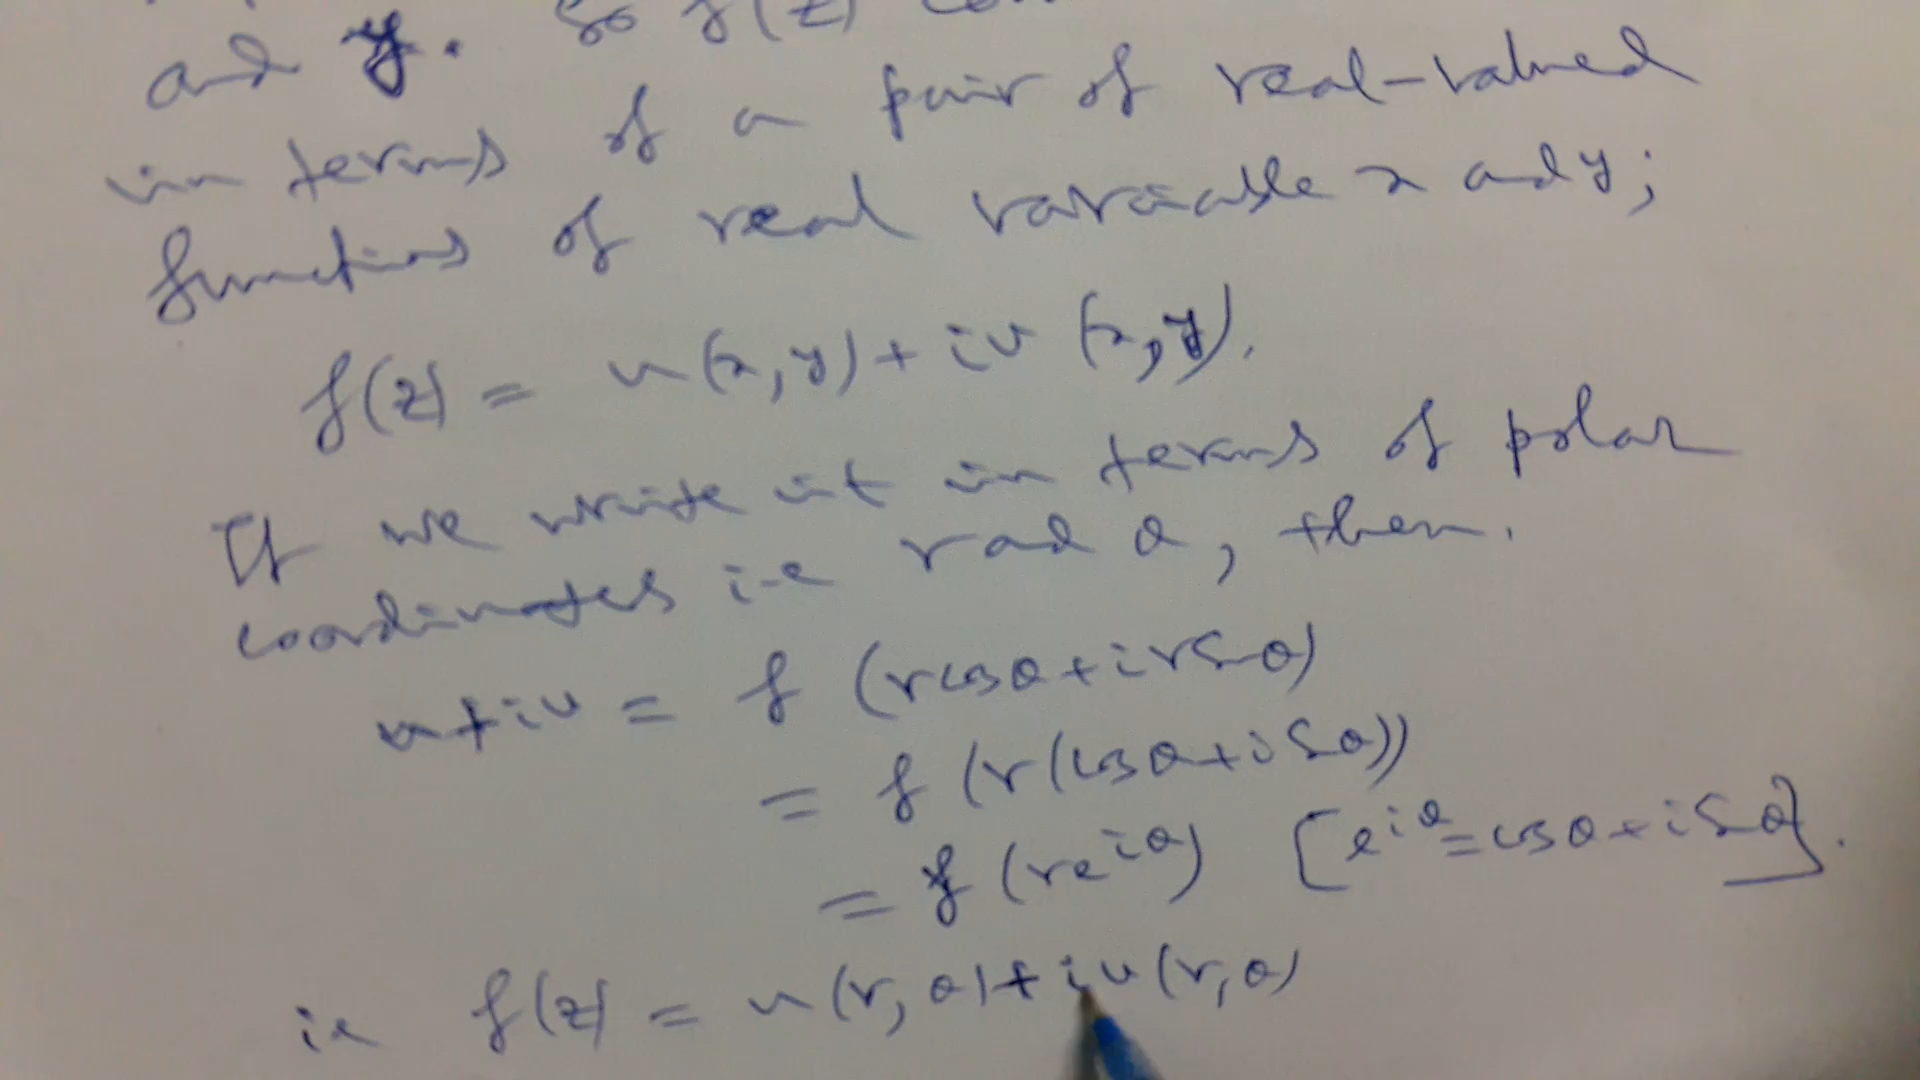 and y. So f(z) 
in terms of a pair of real-valued
functions of real variable x and y;
f(z) = u(x,y) + iv (x,y).
If we write it in terms of polar
coordinates i.e r and θ, then.
u+iv = f (rcosθ+irSinθ)
= f (r(cosθ+iSinθ))
= f (re^{iθ}) [e^{iθ}=cosθ+iSinθ].
ie f(z) = u(r,θ)+iv(r,θ)